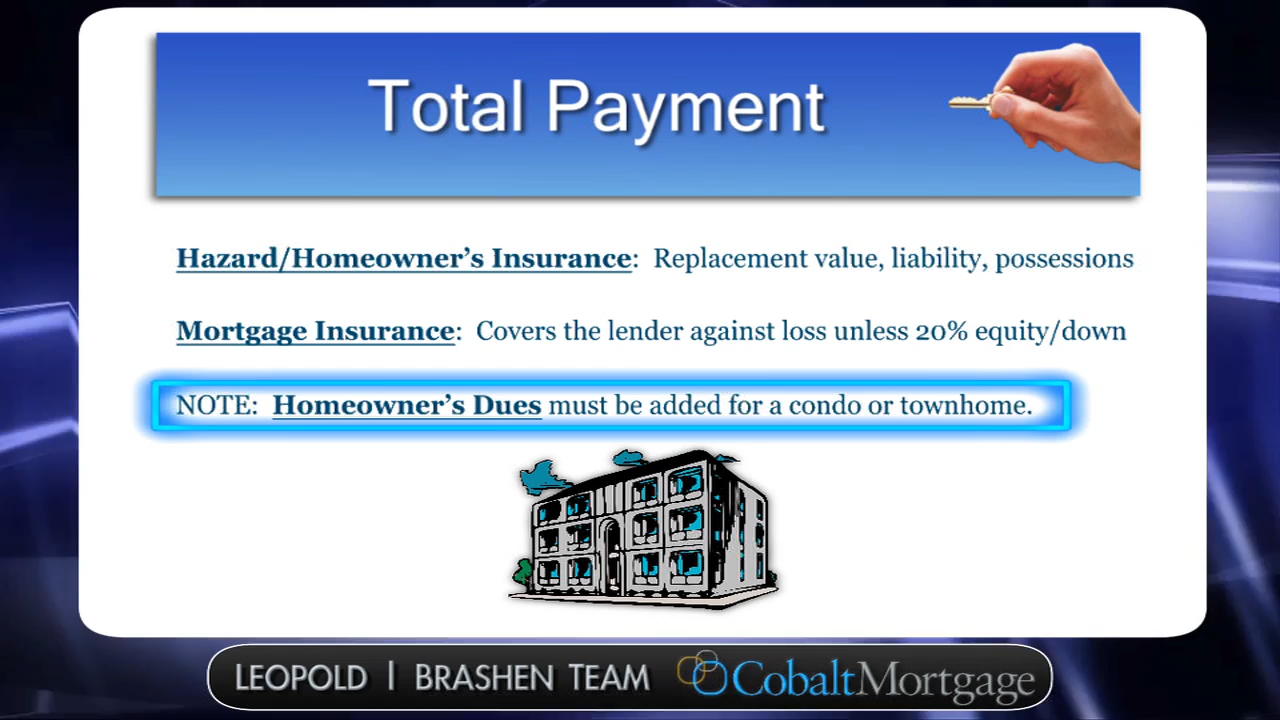 Total Payment
Hazard/Homeowner’s Insurance: Replacement value, liability, possessions
Mortgage Insurance: Covers the lender against loss unless 20% equity/down
NOTE: Homeowner’s Dues must be added for a condo or townhome.
LEOPOLD | BRASHEN TEAM CobaltMortgage